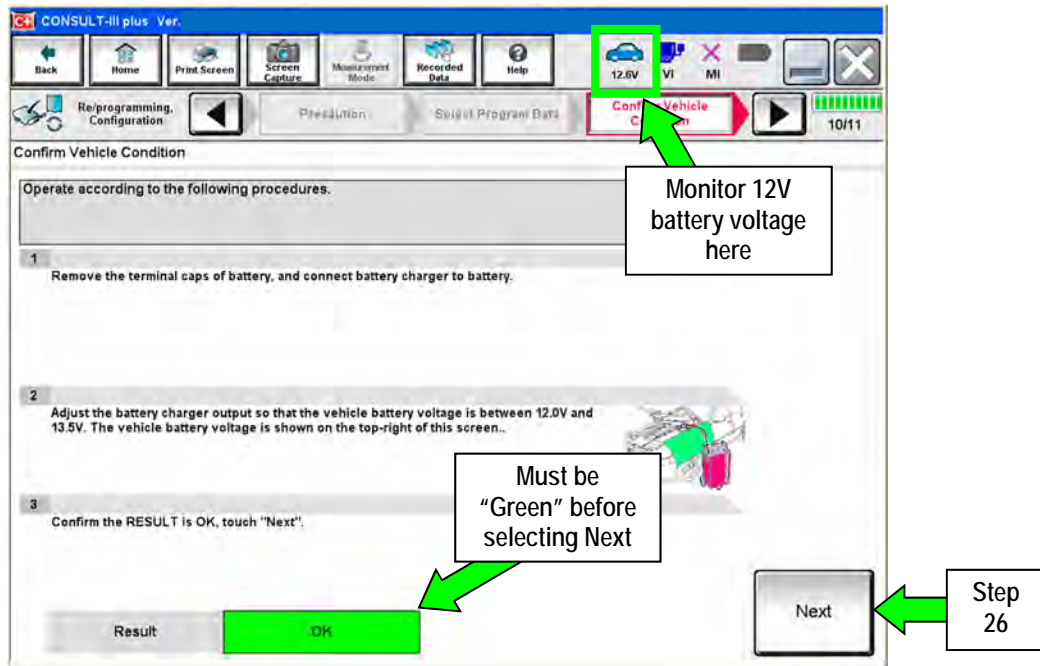 CONSULT-III plus Ver.
Back
Home
Print Screen
Screen
Capture
Measurement
Mode
Recorded
Data
Help
12.6V
VI
MI
Re/programming,
Configuration
Precaution
Select Program Data
Vehicle
10/11
Confirm Vehicle Condition
Operate according to the following procedures.
Monitor 12V
battery voltage
here
1
Remove the terminal caps of battery, and connect battery charger to battery.
2
Adjust the battery charger output so that the vehicle battery voltage is between 12.0V and
13.5V. The vehicle battery voltage is shown on the top-right of this screen..
Must be
“Green” before
selecting Next
3
Confirm the RESULT is OK, touch "Next".
Result
OK
Next
Step
26